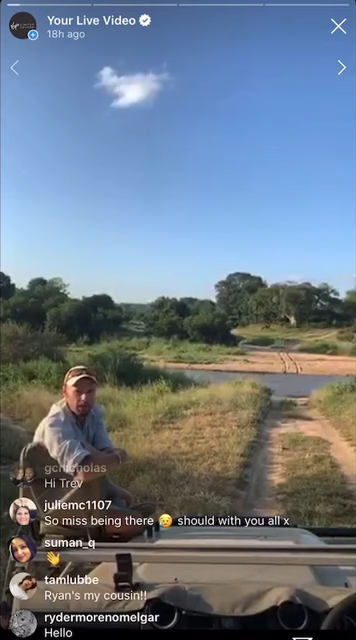 Your Live Video
18h ago
gcnicholas
Hi Trev
juliemc1107
So miss being there 😥 should with you all x
suman_q
👋
tamlubbe
Ryan's my cousin!!
rydermorenomelgar
Hello